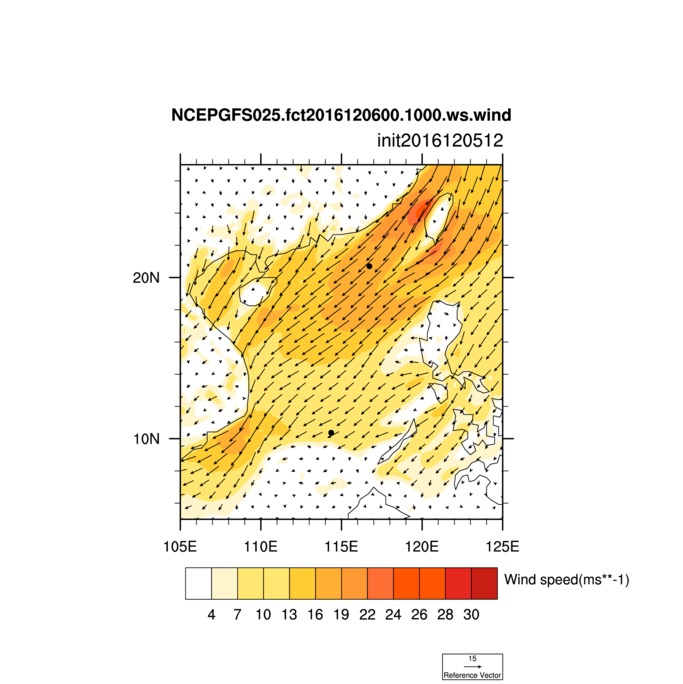 NCEPGFS025.fct2016120600.1000.ws.wind
init2016120512
20N
10N
105E 110E 115E 120E 125E
Wind speed(ms**-1)
4 7 10 13 16 19 22 24 26 28 30
15
Reference Vector